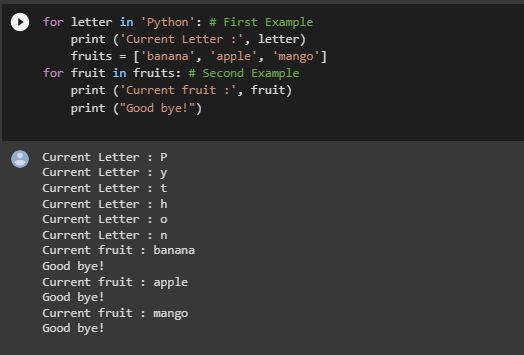 for letter in 'Python': # First Example
    print ('Current Letter :', letter)
    fruits = ['banana', 'apple', 'mango']
for fruit in fruits: # Second Example
    print ('Current fruit :', fruit)
    print ("Good bye!")
Current Letter : P
Current Letter : y
Current Letter : t
Current Letter : h
Current Letter : o
Current Letter : n
Current fruit : banana
Good bye!
Current fruit : apple
Good bye!
Current fruit : mango
Good bye!